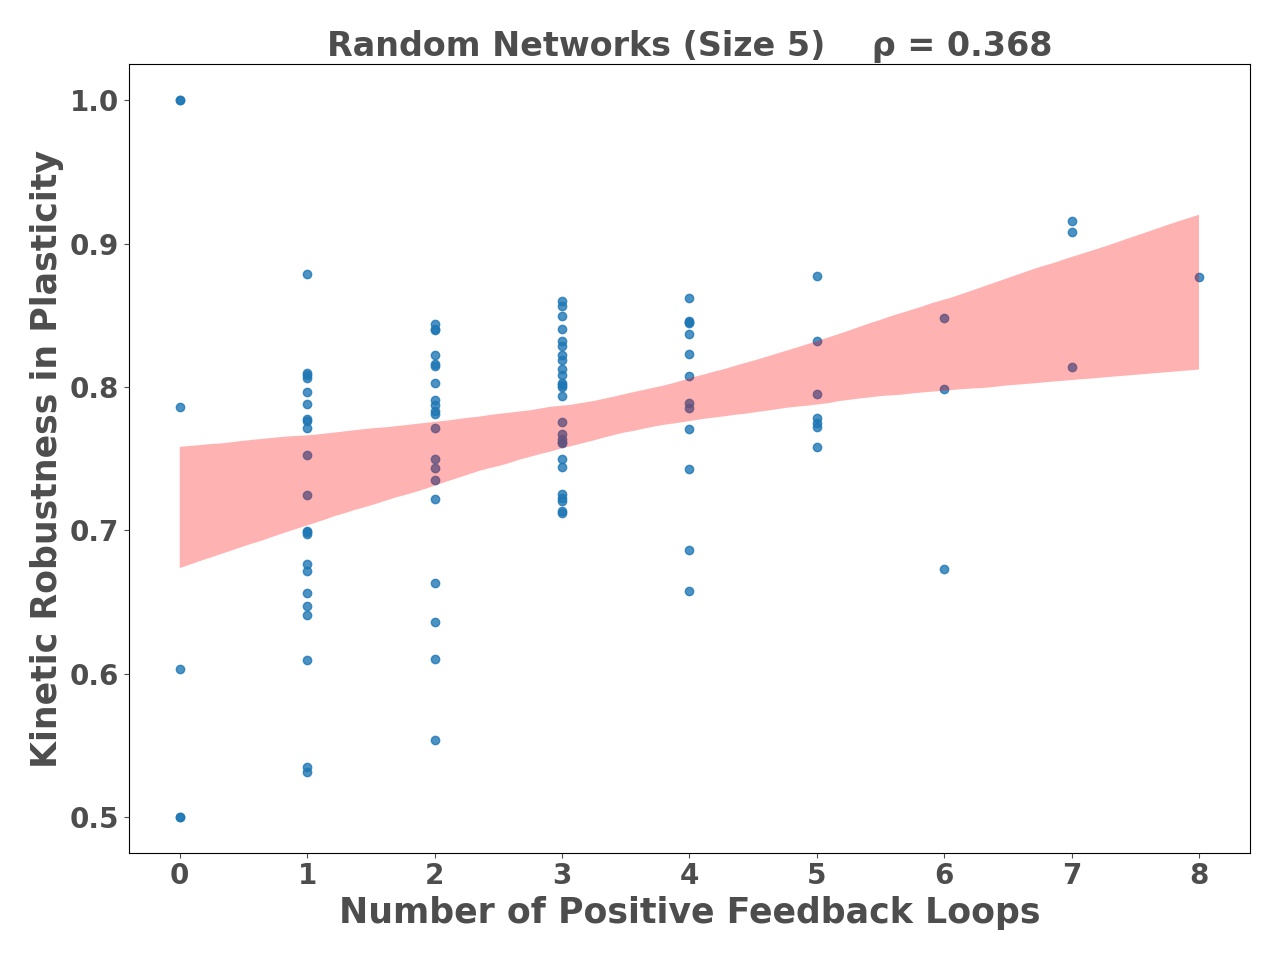 Random Networks (Size 5)    ρ = 0.368
Kinetic Robustness in Plasticity
1.0
0.9
0.8
0.7
0.6
0.5
0 1 2 3 4 5 6 7 8
Number of Positive Feedback Loops